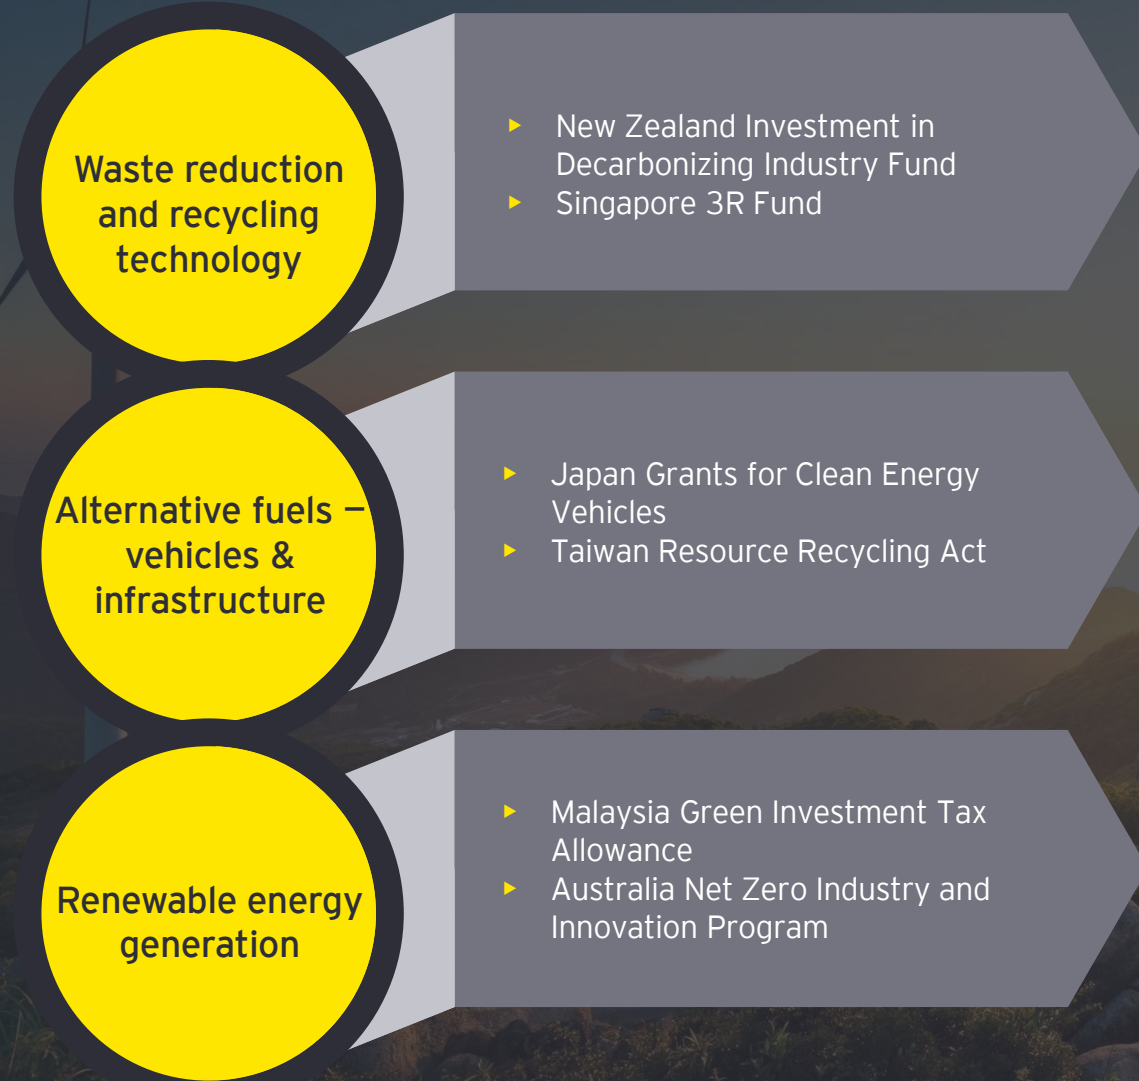 Waste reduction
and recycling
technology
▶ New Zealand Investment in
Decarbonizing Industry Fund
▶ Singapore 3R Fund
Alternative fuels –
vehicles &
infrastructure
▶ Japan Grants for Clean Energy
Vehicles
▶ Taiwan Resource Recycling Act
Renewable energy
generation
▶ Malaysia Green Investment Tax
Allowance
▶ Australia Net Zero Industry and
Innovation Program